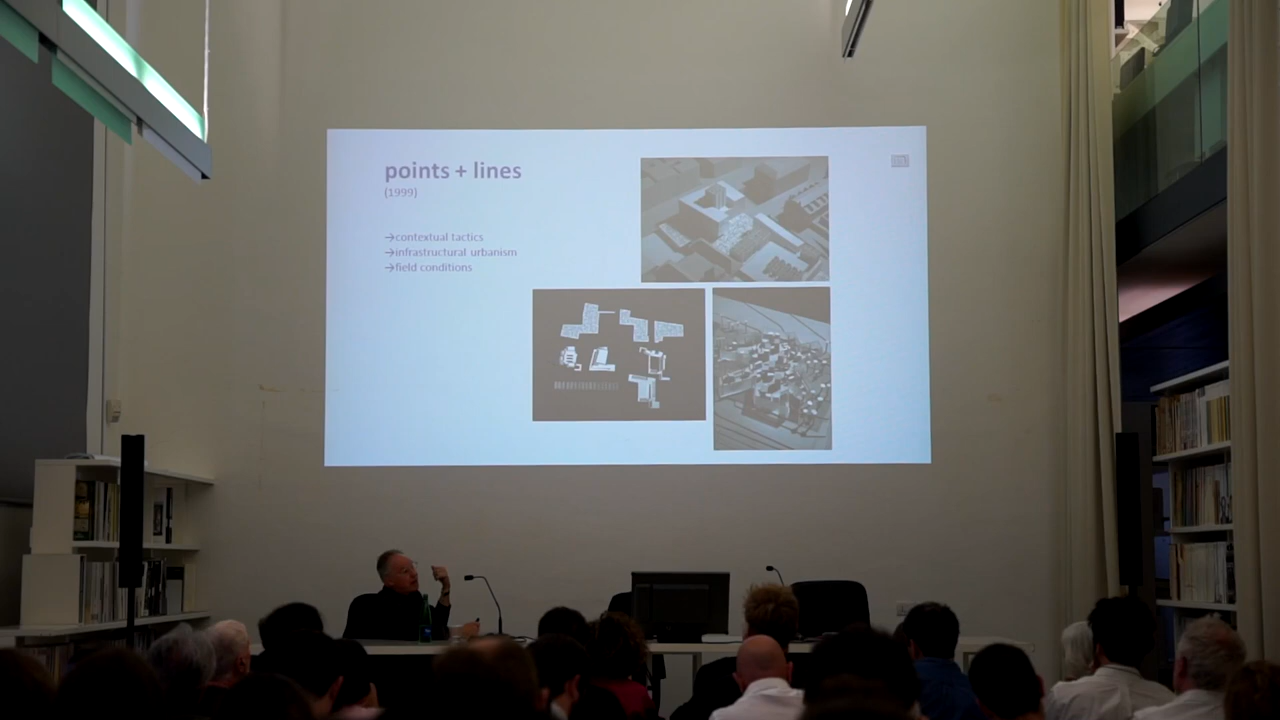 points + lines
(1999)
→contextual tactics
→infrastructural urbanism
→field conditions